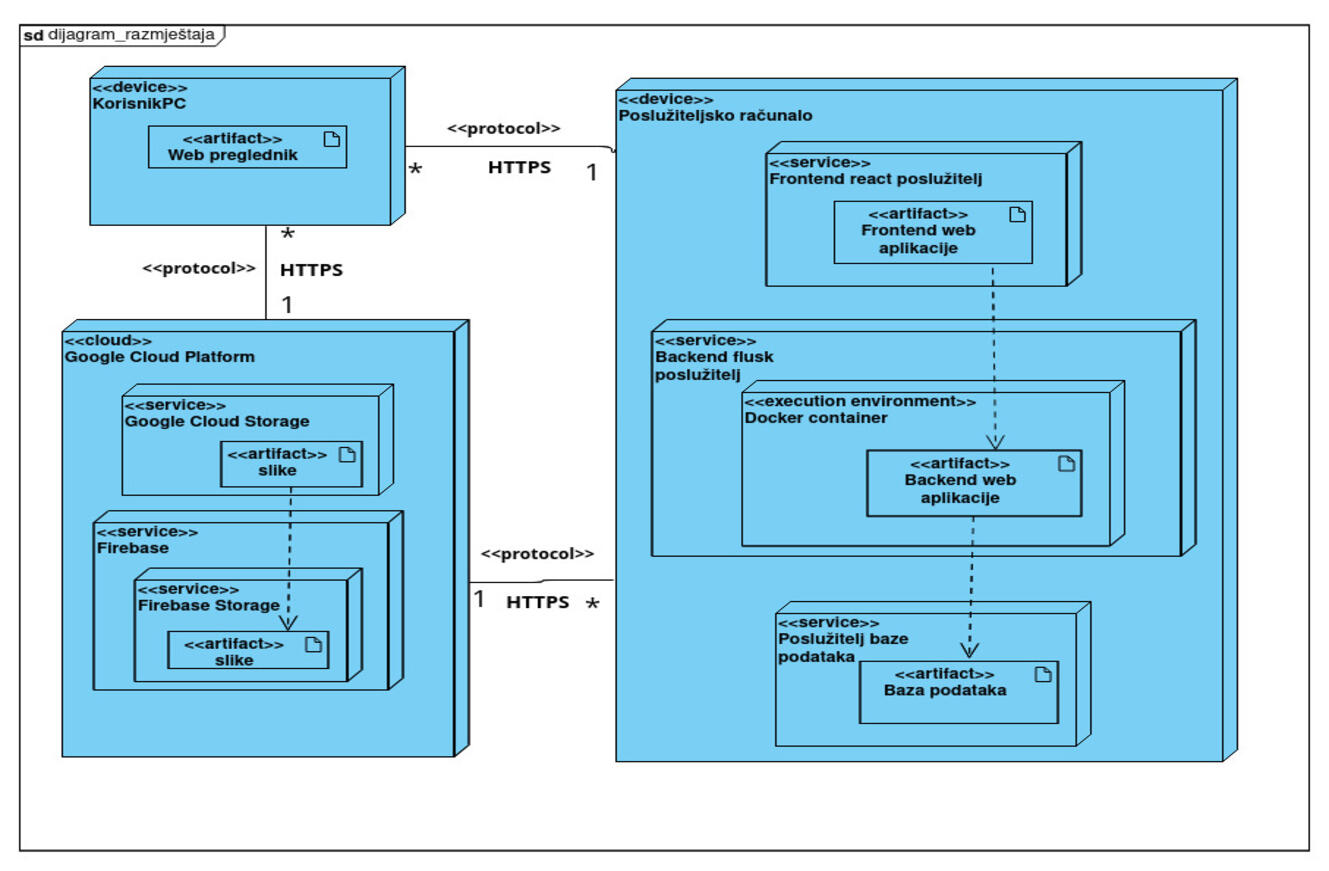 sd dijagram_razmještaja
<<device>>
KorisnikPC
<<artifact>>
Web preglednik
<<protocol>>
HTTPS
*
1
<<protocol>>
HTTPS
*
1
<<cloud>>
Google Cloud Platform
<<service>>
Google Cloud Storage
<<artifact>>
slike
<<service>>
Firebase
<<service>>
Firebase Storage
<<artifact>>
slike
<<protocol>>
1
HTTPS
*
<<device>>
Poslužiteljsko računalo
<<service>>
Frontend react poslužitelj
<<artifact>>
Frontend web
aplikacije
<<service>>
Backend flusk
poslužitelj
<<execution environment>>
Docker container
<<artifact>>
Backend web
aplikacije
<<service>>
Poslužitelj baze
podataka
<<artifact>>
Baza podataka